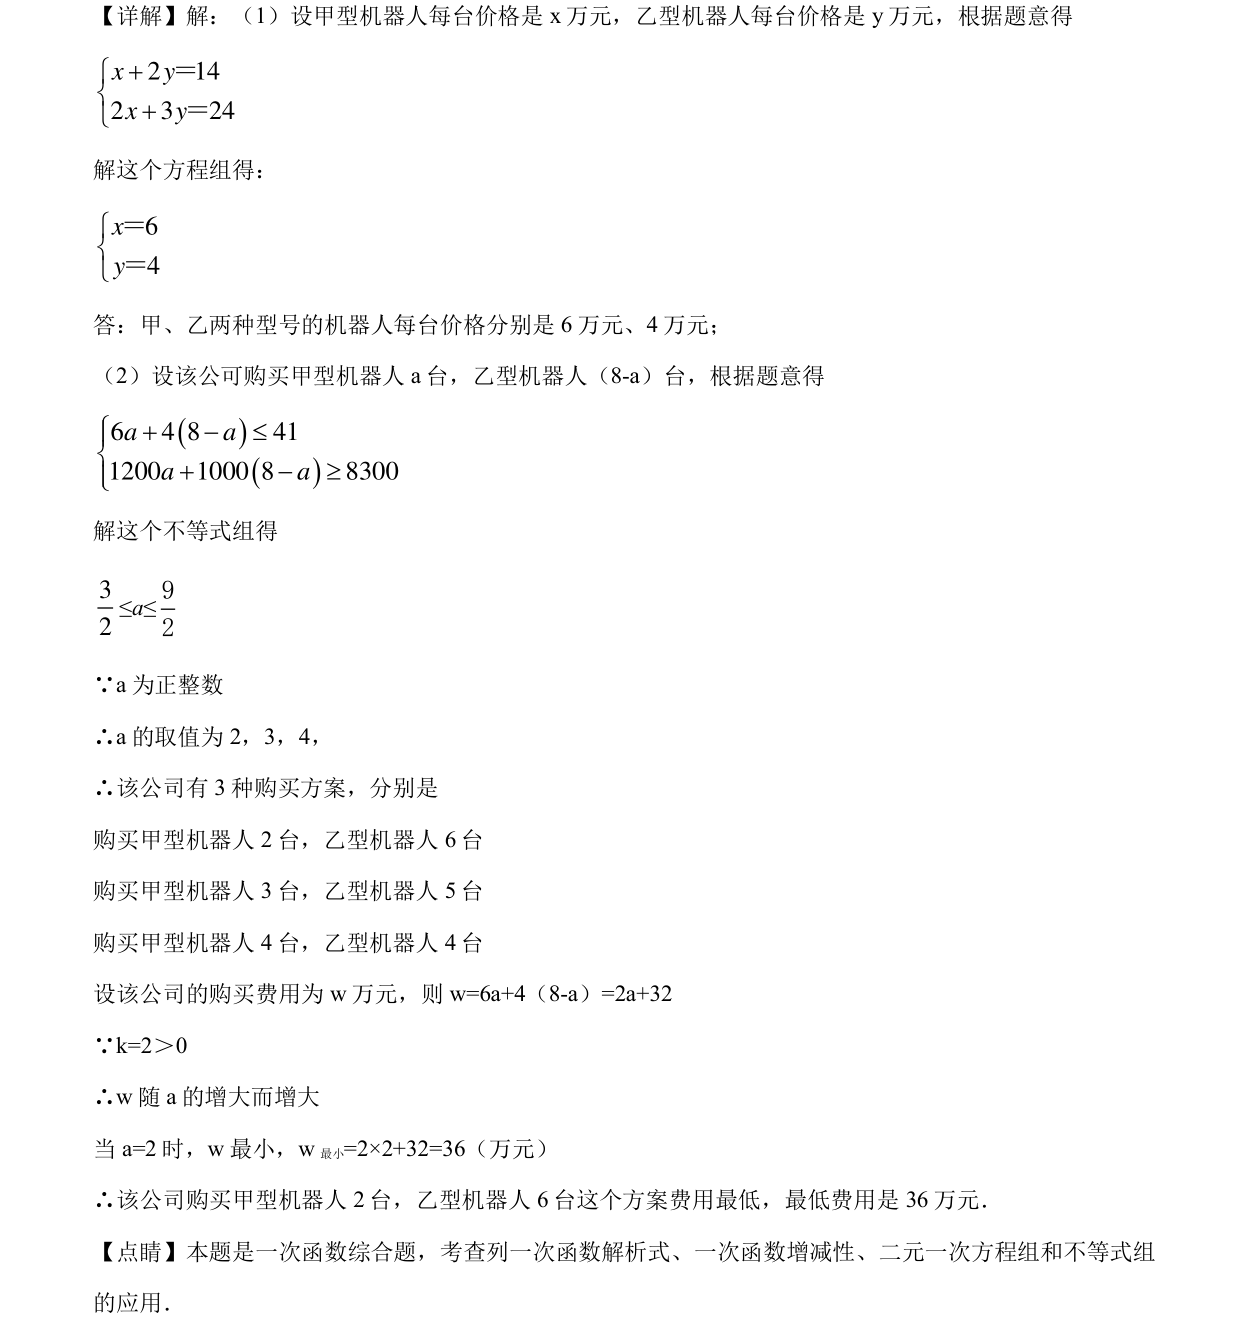 【详解】解：（1）设甲型机器人每台价格是 x 万元，乙型机器人每台价格是 y 万元，根据题意得
{x+2y=14
2x+3y=24
解这个方程组得：
{x=6
y=4
答：甲、乙两种型号的机器人每台价格分别是 6 万元、4 万元；
（2）设该公可购买甲型机器人 a 台，乙型机器人（8-a）台，根据题意得
{6a+4(8-a)≤41
1200a+1000(8-a)≥8300
解这个不等式组得
3/2≤a≤9/2
∵a 为正整数
∴a 的取值为 2，3，4，
∴该公司有 3 种购买方案，分别是
购买甲型机器人 2 台，乙型机器人 6 台
购买甲型机器人 3 台，乙型机器人 5 台
购买甲型机器人 4 台，乙型机器人 4 台
设该公司的购买费用为 w 万元，则 w=6a+4（8-a）=2a+32
∵k=2＞0
∴w 随 a 的增大而增大
当 a=2 时，w 最小，w 最小=2×2+32=36（万元）
∴该公司购买甲型机器人 2 台，乙型机器人 6 台这个方案费用最低，最低费用是 36 万元．
【点睛】本题是一次函数综合题，考查列一次函数解析式、一次函数增减性、二元一次方程组和不等式组
的应用．